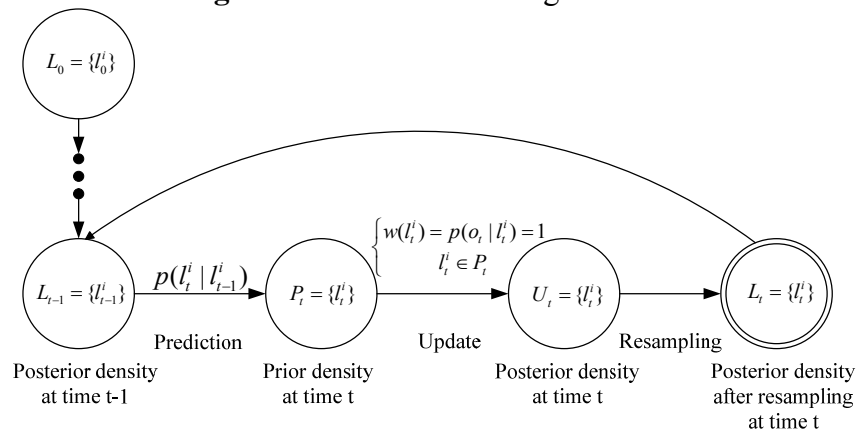 L_0 = {l_0^i}
w(l_t^i) = p(o_t | l_t^i) = 1
l_t^i ∈ P_t
p(l_t^i | l_{t-1}^i)
L_{t-1} = {l_{t-1}^i}
P_t = {l_t^i}
U_t = {l_t^i}
L_t = {l_t^i}
Prediction
Update
Resampling
Posterior density
at time t-1
Prior density
at time t
Posterior density
at time t
Posterior density
after resampling
at time t